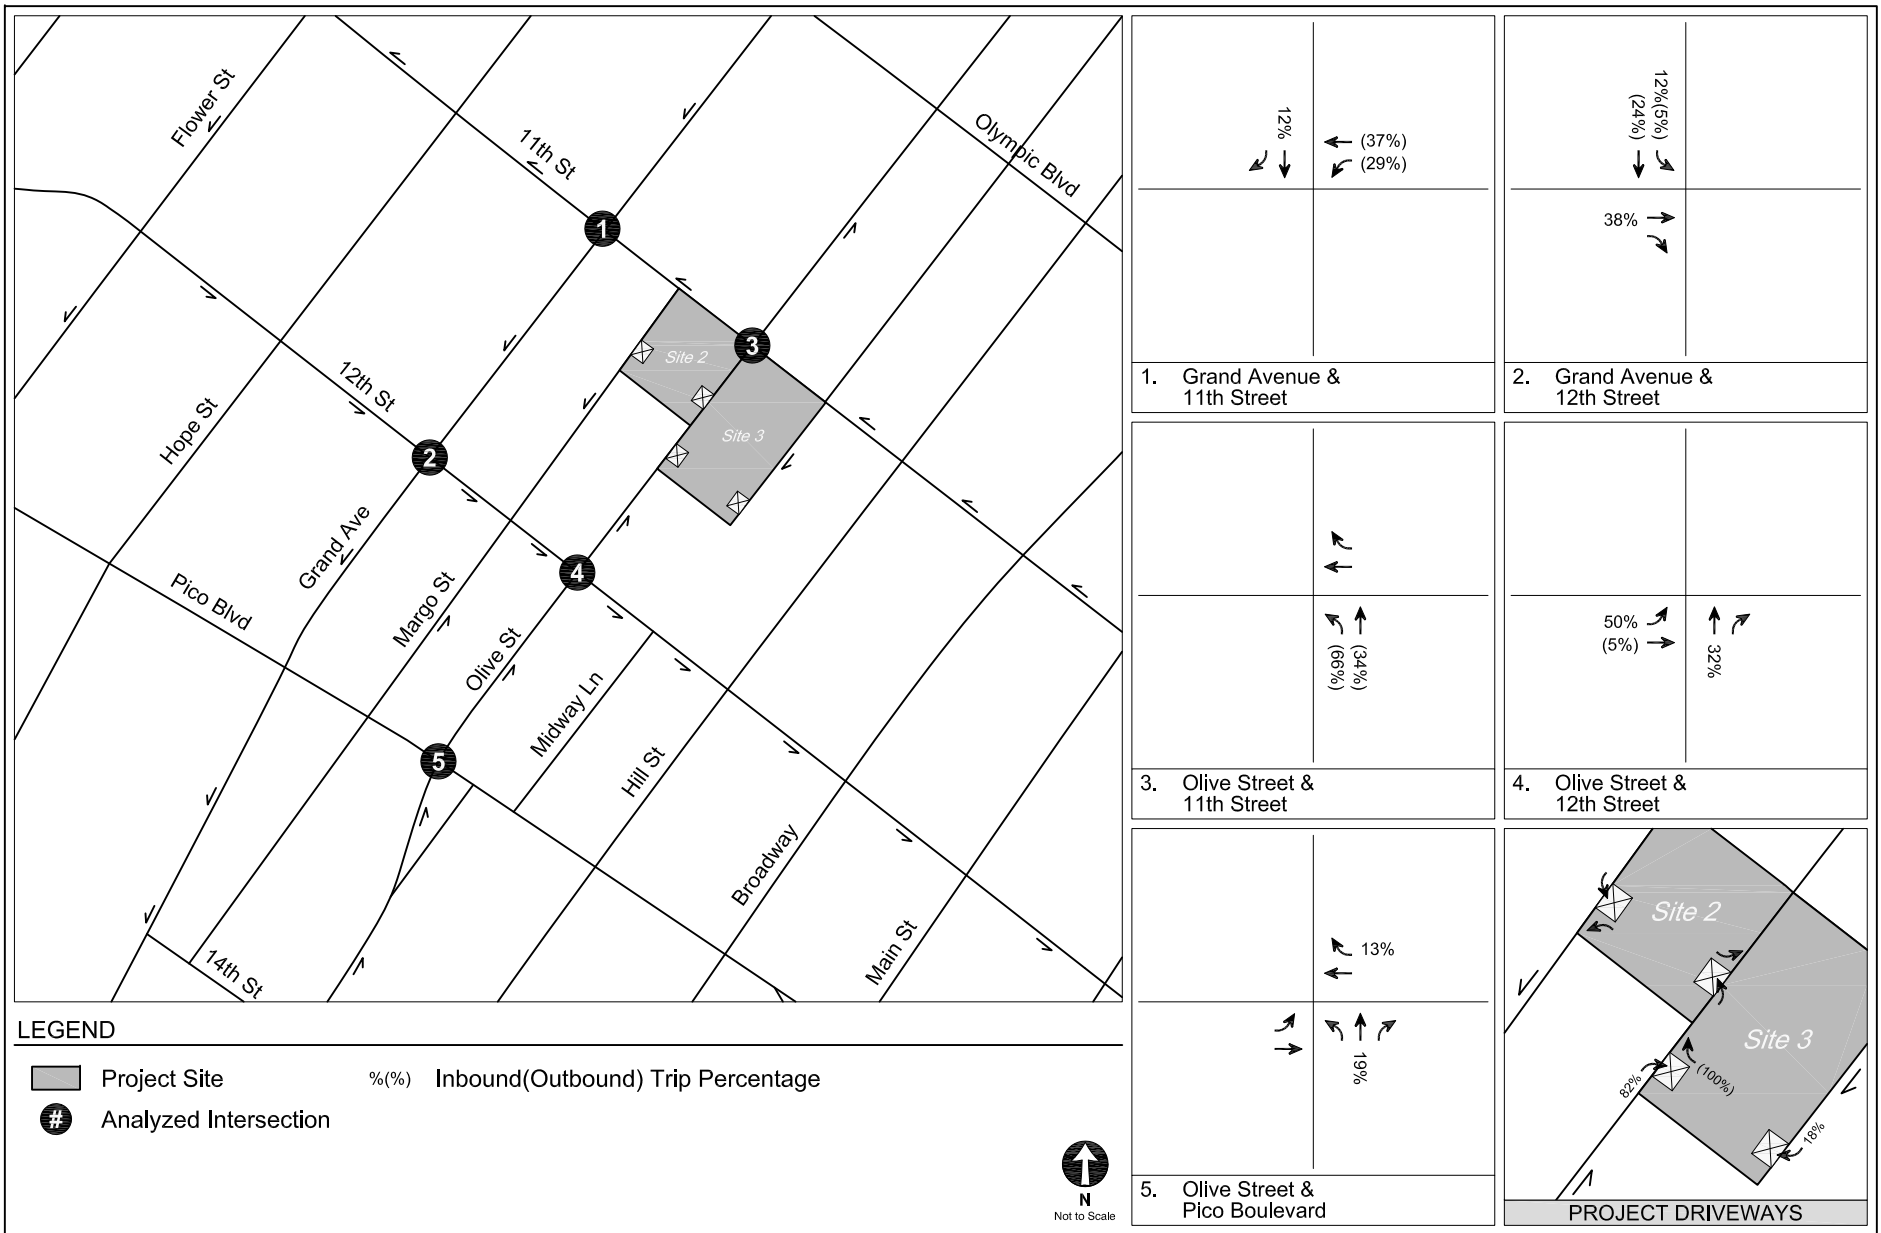 Flower St
11th St
Olympic Blvd
1
Site 2
3
12th St
Hope St
2
Site 3
Grand Ave
4
Pico Blvd
Margo St
Olive St
Midway Ln
5
Hill St
Broadway
Main St
14th St
12%
(37%)
(29%)
1. Grand Avenue &
11th Street
12%(5%)
(24%)
38%
2. Grand Avenue &
12th Street
(66%)
(34%)
3. Olive Street &
11th Street
50%
(5%)
32%
4. Olive Street &
12th Street
13%
19%
5. Olive Street &
Pico Boulevard
Site 2
Site 3
82%
(100%)
18%
PROJECT DRIVEWAYS
LEGEND
Project Site
%(%) Inbound(Outbound) Trip Percentage
# Analyzed Intersection
N
Not to Scale